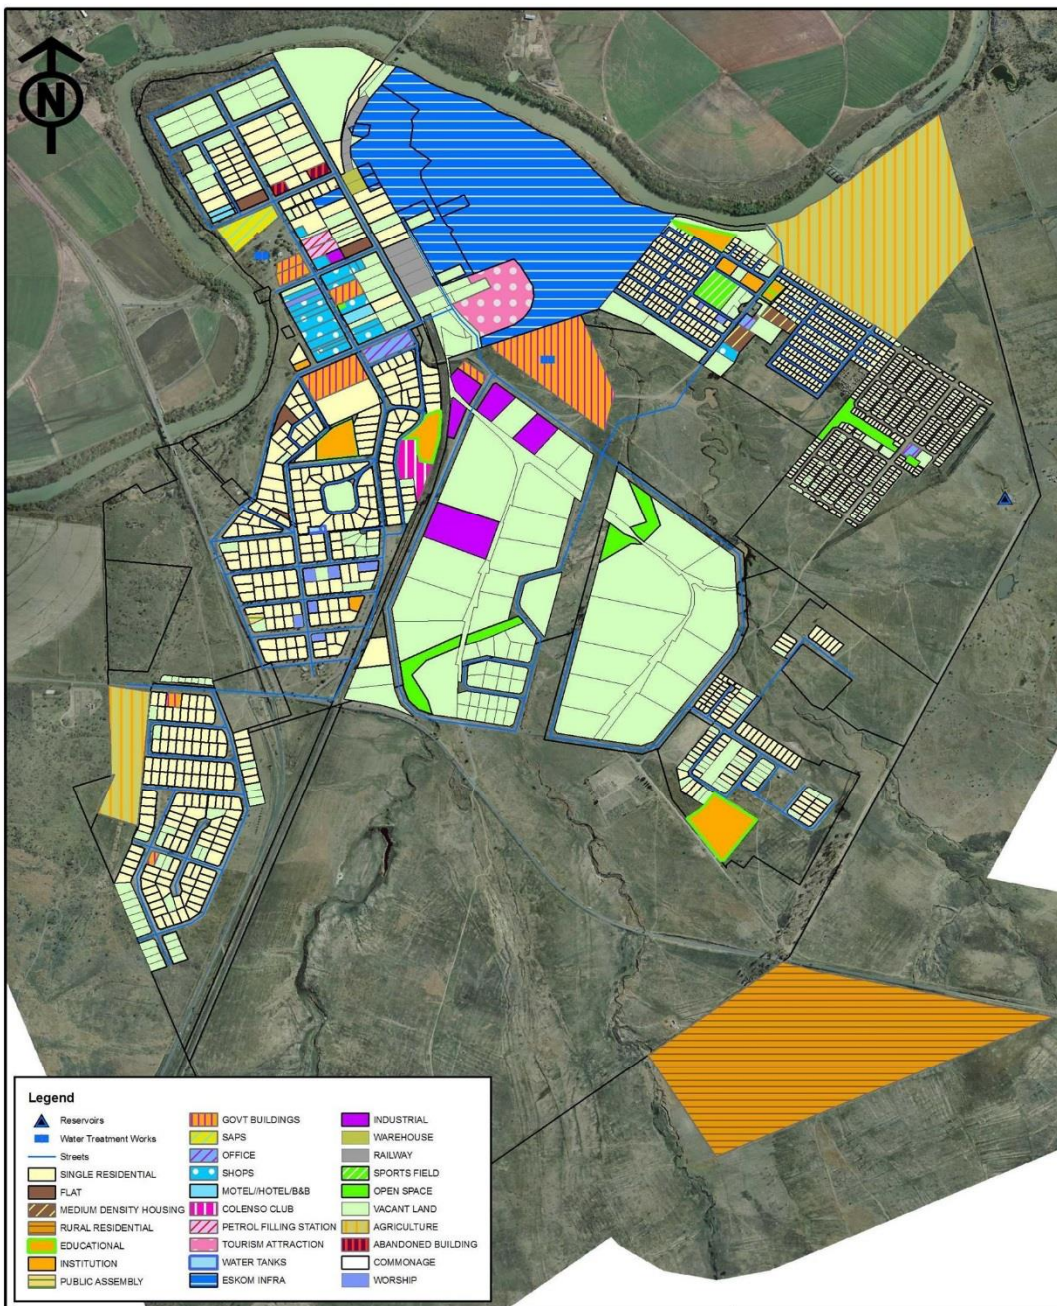 N
Legend
Reservoirs
Water Treatment Works
Streets
SINGLE RESIDENTIAL
FLAT
MEDIUM DENSITY HOUSING
RURAL RESIDENTIAL
EDUCATIONAL
INSTITUTION
PUBLIC ASSEMBLY
GOVT BUILDINGS
SAPS
OFFICE
SHOPS
MOTEL//HOTEL/B&B
COLENSO CLUB
PETROL FILLING STATION
TOURISM ATTRACTION
WATER TANKS
ESKOM INFRA
INDUSTRIAL
WAREHOUSE
RAILWAY
SPORTS FIELD
OPEN SPACE
VACANT LAND
AGRICULTURE
ABANDONED BUILDING
COMMONAGE
WORSHIP